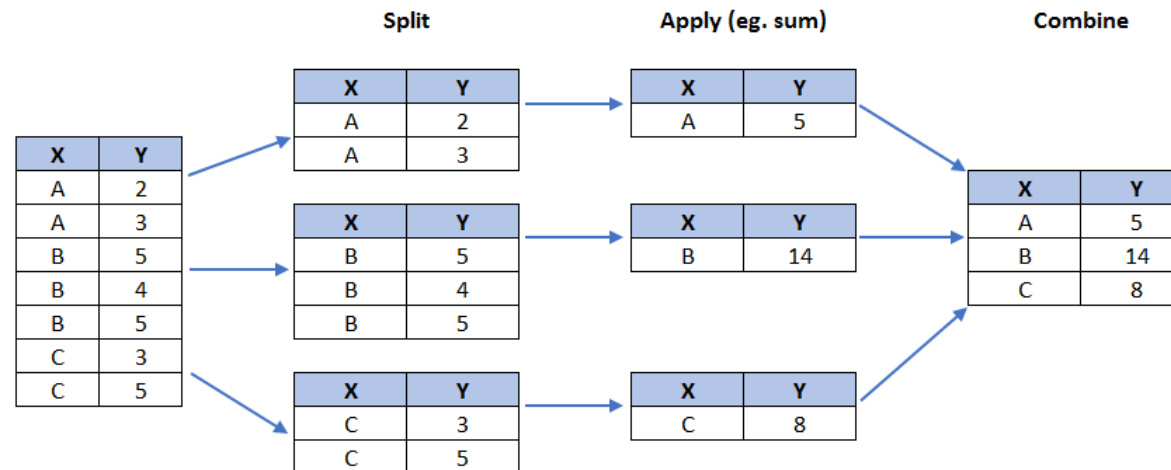 Split
Apply (eg. sum)
Combine
X Y
A 2
A 3
B 5
B 4
B 5
C 3
C 5
X Y
A 2
A 3
X Y
B 5
B 4
B 5
X Y
C 3
C 5
X Y
A 5
X Y
B 14
X Y
C 8
X Y
A 5
B 14
C 8